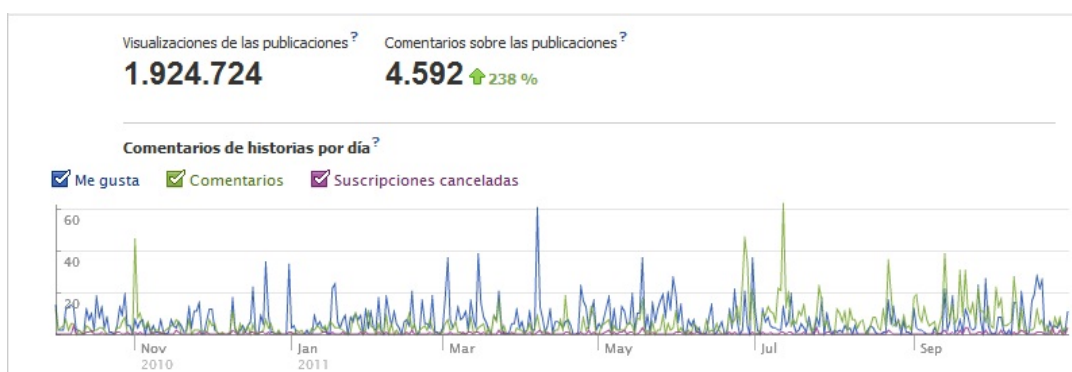 Visualizaciones de las publicaciones? Comentarios sobre las publicaciones?
1.924.724 4.592 238 %
Comentarios de historias por día?
Me gusta Comentarios Suscripciones canceladas
60
40
20
Nov Jan Mar May Jul Sep
2010 2011